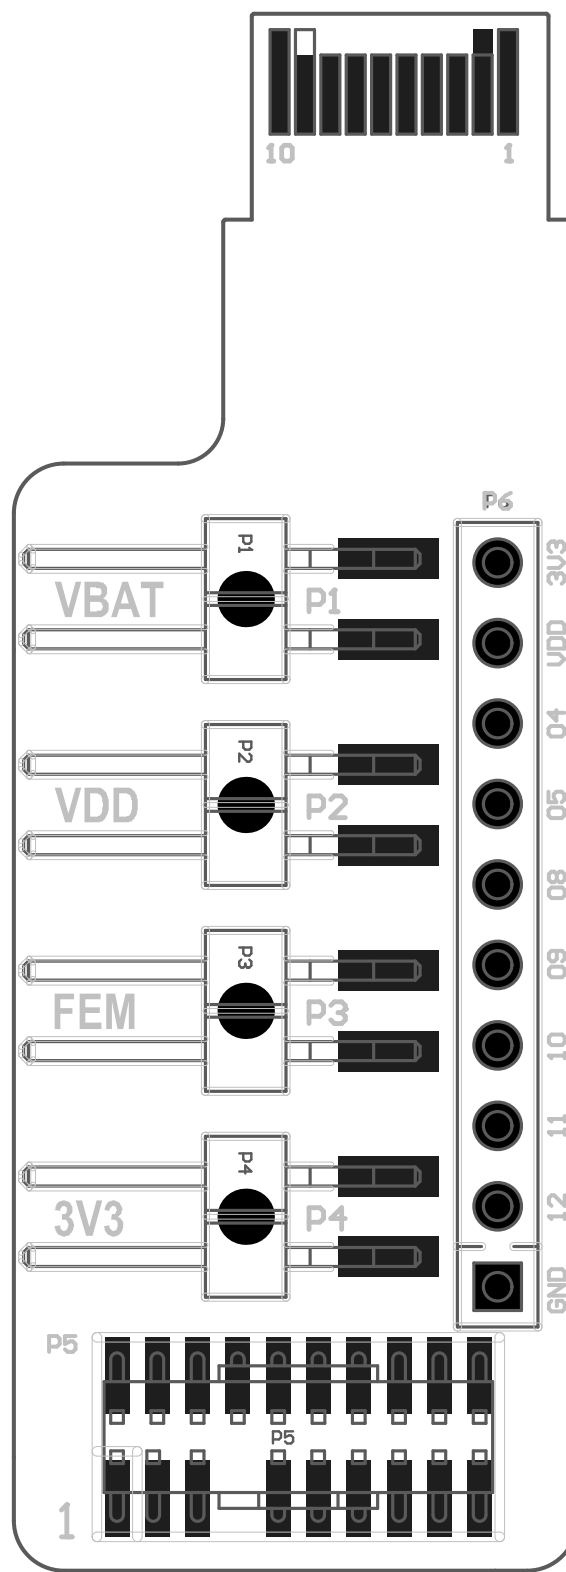 10 1
P6
P1
3V3
VBAT P1
VDD
04
P2
VDD P2
05
08
P3
09
FEM P3
10
11
P4
3V3 P4
12
GND
P5
P5
1